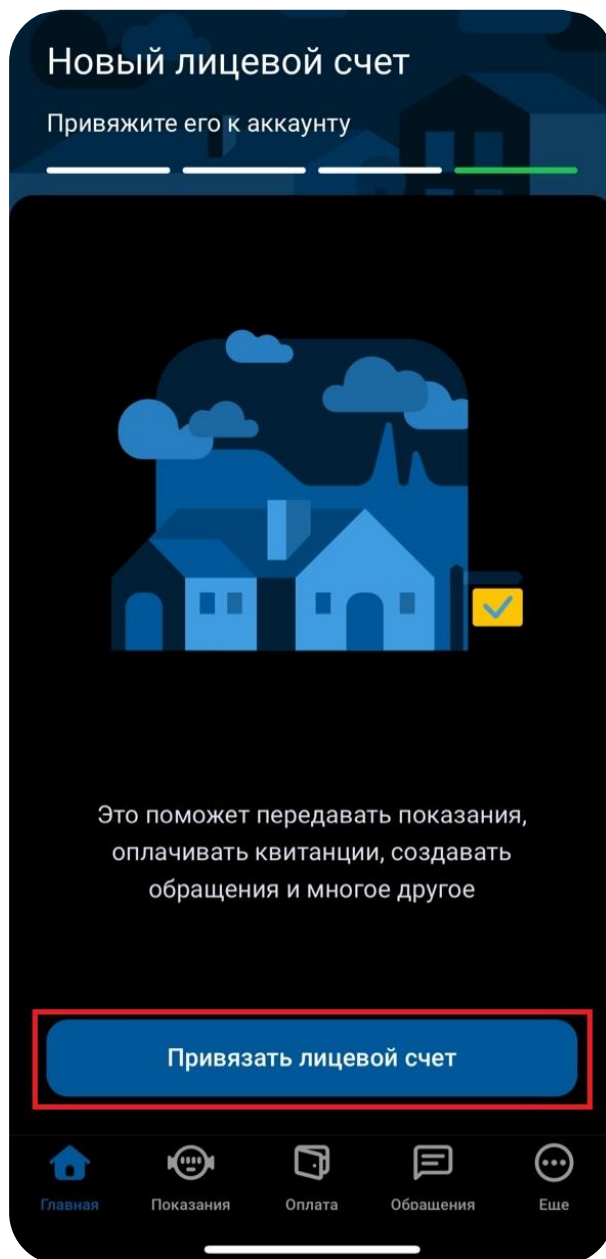 Новый лицевой счет
Привяжите его к аккаунту
Это поможет передавать показания,
оплачивать квитанции, создавать
обращения и многое другое
Привязать лицевой счет
Главная
Показания
Оплата
Обращения
Еще